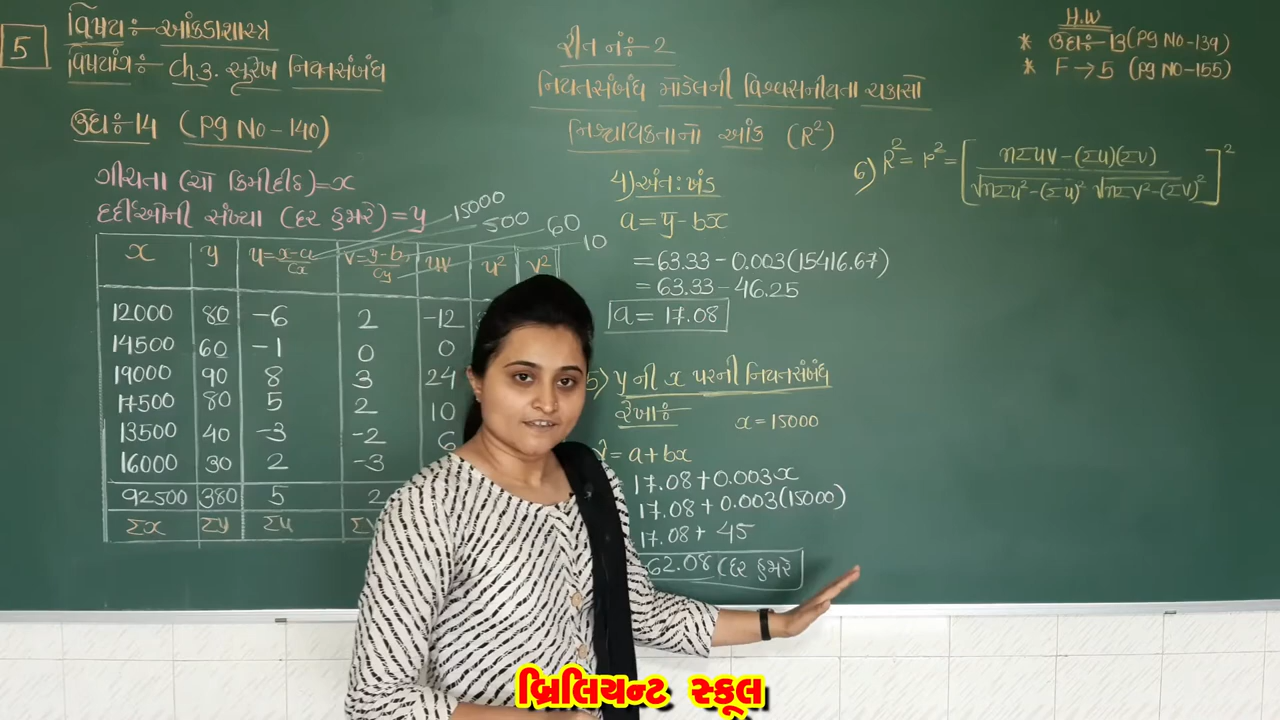 5
વિષય :- આંકડાશાસ્ત્ર
વિષયાંગ :- Ch.3. સુરેખ નિયતસંબંધ
ઉદા :- 14 (Pg No-140)
ગીચતા (ચો કિમીદીઠ) = x
દર્દીઓની સંખ્યા (દર હજારે) = y
15000
500
60
10
x y u = x-a/Cx v = y-b/Cy uv u² v²
12000 80 -6 2 -12
14500 60 -1 0 0
19000 90 8 3 24
17500 80 5 2 10
13500 40 -3 -2 6
16000 30 2 -3
92500 380 5 2
Σx Σy Σu Σv
રીત નં :- 2
નિયતસંબંધ મોડેલની વિશ્વસનીયતા ચકાસો
નિશ્ચાયકતાનો આંક (R²)
4) અંત:ખંડ
a = ȳ - bx̄
= 63.33 - 0.003(15416.67)
= 63.33 - 46.25
a = 17.08
5) y ની x પરની નિયતસંબંધ
રેખા :-
x = 15000
ŷ = a + bx
17.08 + 0.003x
17.08 + 0.003(15000)
17.08 + 45
62.08 (દર હજારે
H.W
* ઉદા :- 13 (Pg No-139)
* F → 5 (Pg No-155)
6) R² = r² = [ nΣuv - (Σu)(Σv) / √nΣu² - (Σu)² √nΣv² - (Σv)² ]²
બ્રિલિયન્ટ સ્કૂલ